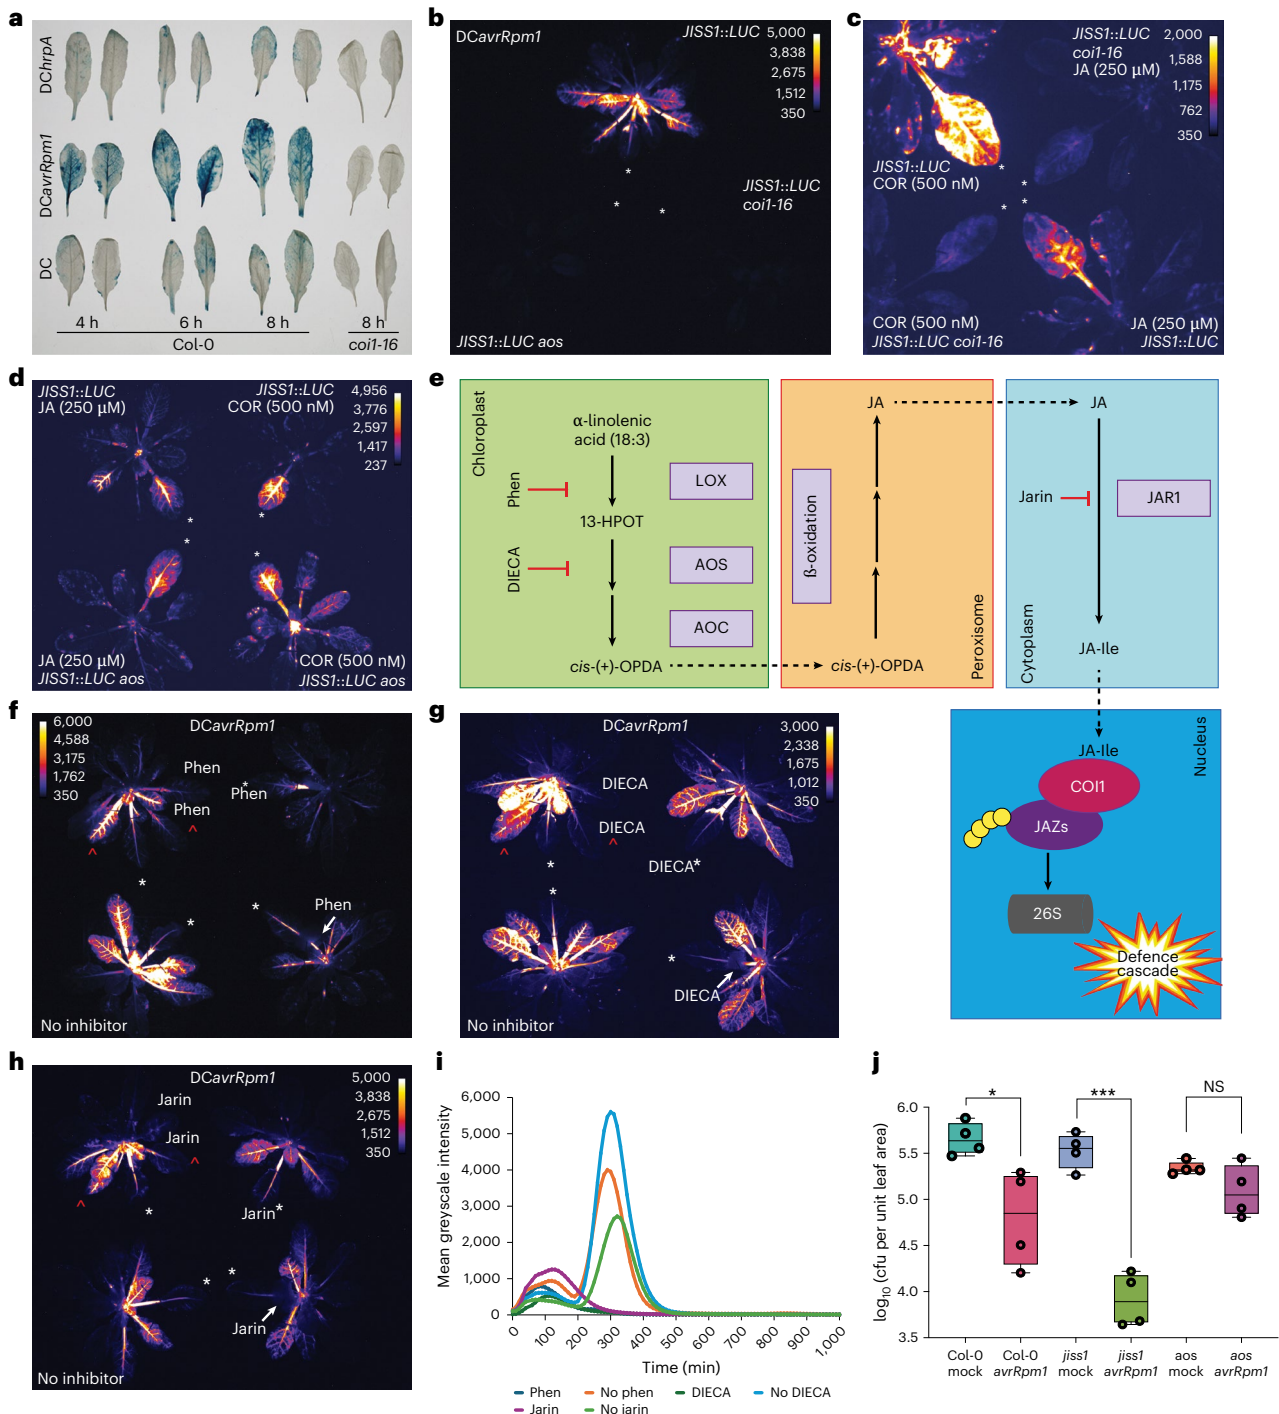 a
DChrpA
DCavrRpm1
DC
4 h
6 h
8 h
8 h
Col-0
coi1-16
b
DCavrRpm1
JISS1::LUC
5,000
3,838
2,675
1,512
350
*
*
*
JISS1::LUC
coi1-16
JISS1::LUC aos
c
JISS1::LUC
coi1-16
JA (250 µM)
2,000
1,588
1,175
762
350
JISS1::LUC
COR (500 nM)
*
*
*
*
COR (500 nM)
JISS1::LUC coi1-16
JA (250 µM)
JISS1::LUC
d
JISS1::LUC
JA (250 µM)
JISS1::LUC
COR (500 nM)
4,956
3,776
2,597
1,417
237
*
*
*
*
JA (250 µM)
JISS1::LUC aos
COR (500 nM)
JISS1::LUC aos
e
Chloroplast
α-linolenic
acid (18:3)
Phen
LOX
13-HPOT
DIECA
AOS
AOC
cis-(+)-OPDA
JA
ß-oxidation
cis-(+)-OPDA
Peroxisome
JA
Jarin
JAR1
Cytoplasm
JA-Ile
Nucleus
JA-Ile
COI1
JAZs
26S
Defence
cascade
f
6,000
4,588
3,175
1,762
350
DCavrRpm1
Phen
*
Phen
Phen
^
^
*
*
*
Phen
No inhibitor
g
DCavrRpm1
3,000
2,338
1,675
1,012
350
DIECA
DIECA
^
^
DIECA*
*
*
*
DIECA
No inhibitor
h
DCavrRpm1
5,000
3,838
2,675
1,512
350
Jarin
Jarin
^
^
*
Jarin*
*
*
Jarin
No inhibitor
i
Mean greyscale intensity
6,000
5,000
4,000
3,000
2,000
1,000
0
0
100
200
300
400
500
600
700
800
900
1,000
Time (min)
Phen
No phen
DIECA
No DIECA
Jarin
No jarin
j
log10 (cfu per unit leaf area)
6.0
5.5
5.0
4.5
4.0
3.5
*
***
NS
Col-0
mock
Col-0
avrRpm1
jiss1
mock
jiss1
avrRpm1
aos
mock
aos
avrRpm1